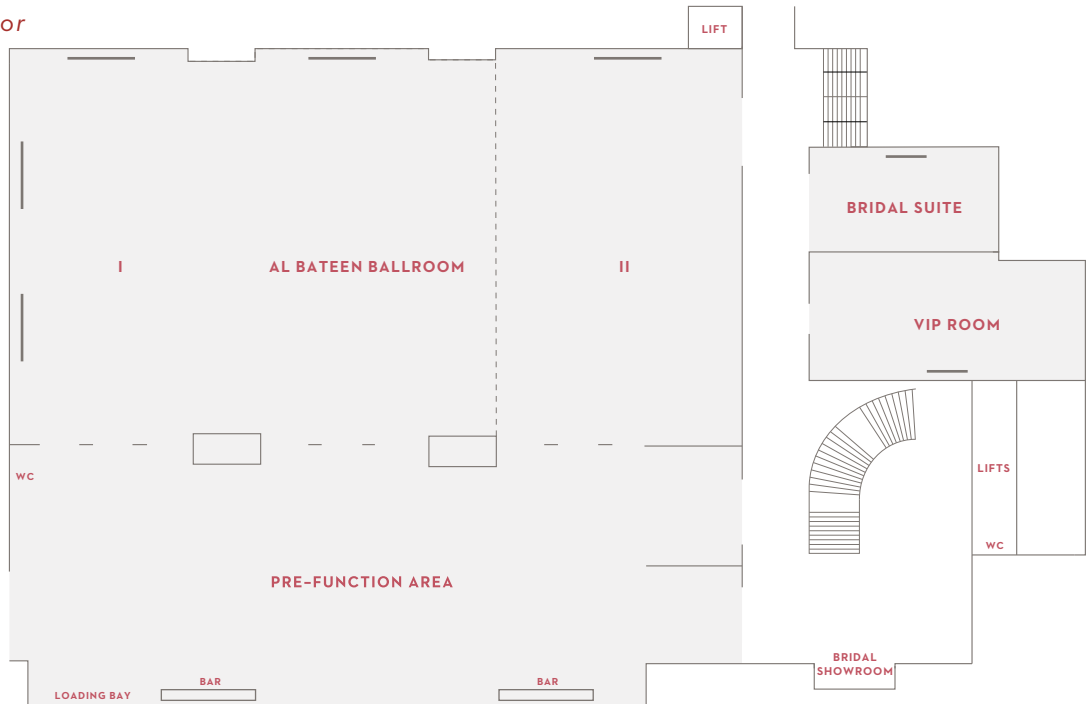 or
LIFT
BRIDAL SUITE
I
AL BATEEN BALLROOM
II
VIP ROOM
WC
LIFTS
WC
PRE–FUNCTION AREA
BRIDAL
SHOWROOM
BAR
BAR
LOADING BAY